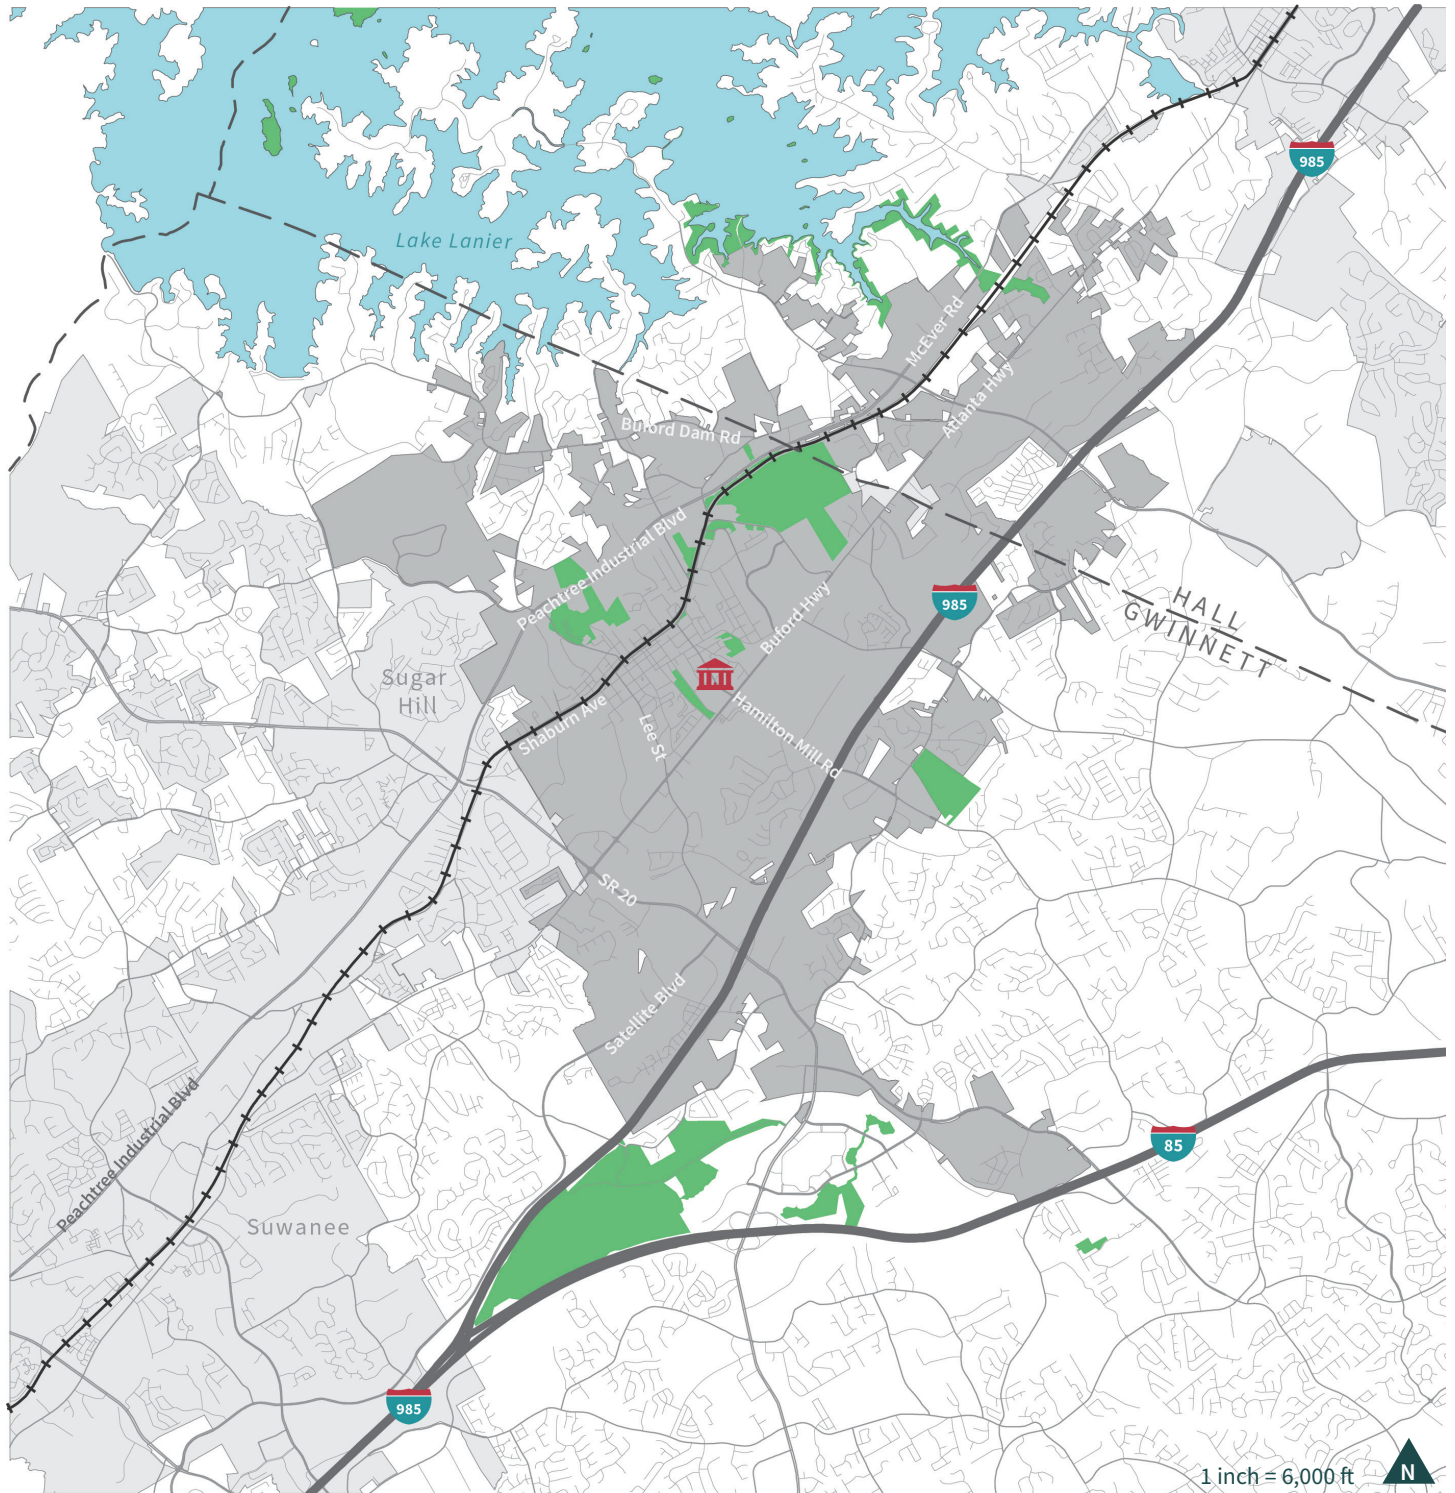 985
Lake Lanier
McEver Rd
Atlanta Hwy
Buford Dam Rd
Peachtree Industrial Blvd
985
HALL
GWINNETT
Buford Hwy
Sugar
Hill
Hamilton Mill Rd
Shaburn Ave
Lee St
SR 20
Satellite Blvd
Peachtree Industrial Blvd
85
Suwanee
985
1 inch = 6,000 ft
N